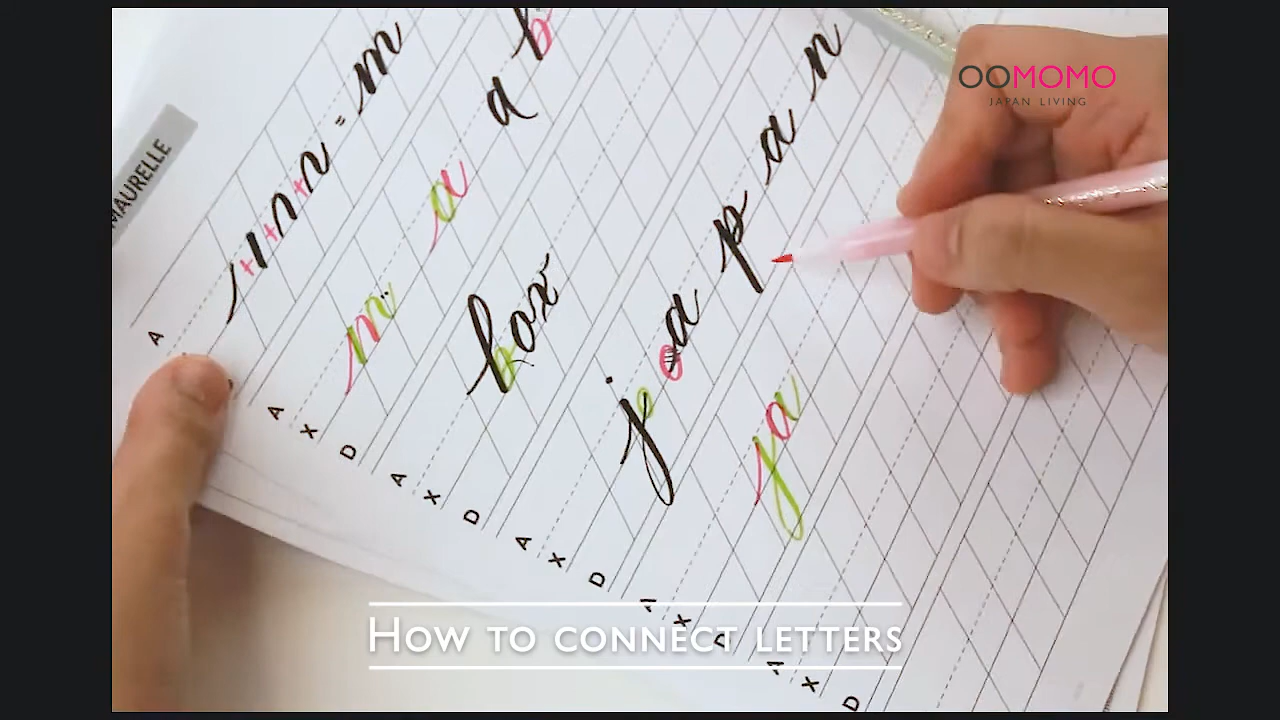 OOMOMO
JAPAN LIVING
MAURELLE
+ + + = m
m a a b
box
j a p a n
ja
A
A X D
A X D
A X D
A X D
A X D
How to connect letters